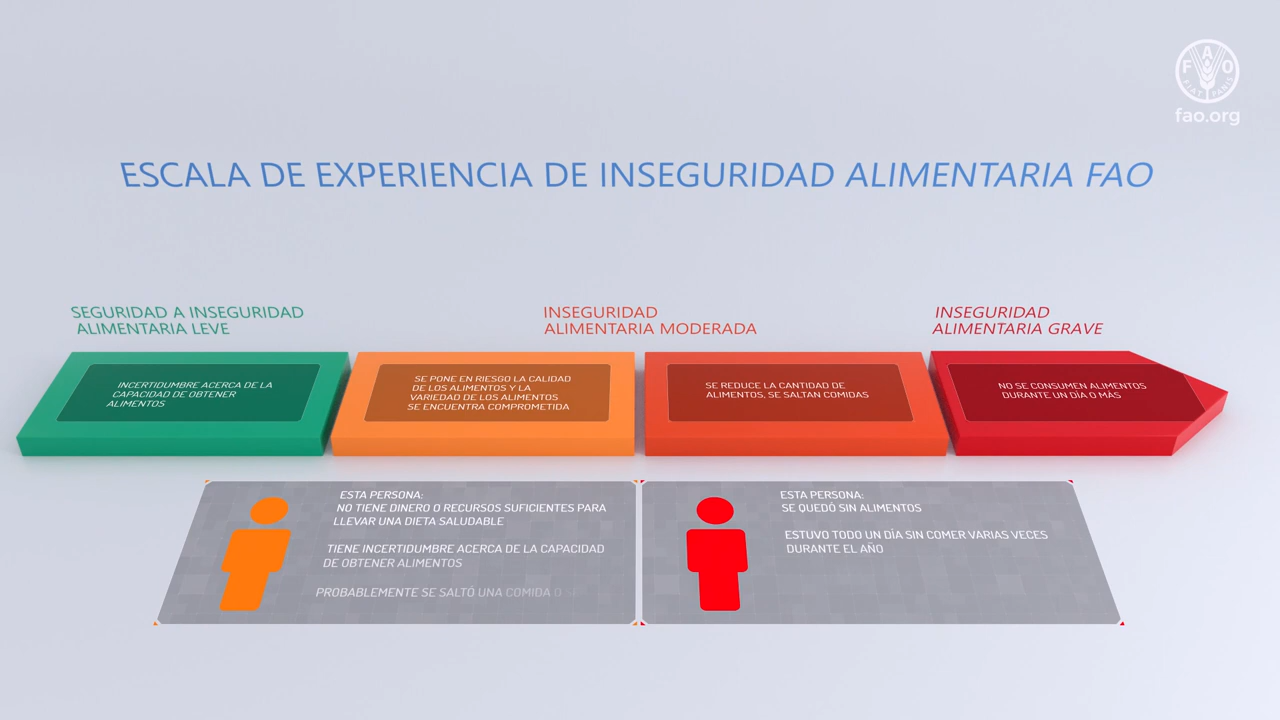 FAO
FIAT PANIS
fao.org
ESCALA DE EXPERIENCIA DE INSEGURIDAD ALIMENTARIA FAO
SEGURIDAD A INSEGURIDAD
ALIMENTARIA LEVE
INSEGURIDAD
ALIMENTARIA MODERADA
INSEGURIDAD
ALIMENTARIA GRAVE
INCERTIDUMBRE ACERCA DE LA
CAPACIDAD DE OBTENER
ALIMENTOS
SE PONE EN RIESGO LA CALIDAD
DE LOS ALIMENTOS Y LA
VARIEDAD DE LOS ALIMENTOS
SE ENCUENTRA COMPROMETIDA
SE REDUCE LA CANTIDAD DE
ALIMENTOS, SE SALTAN COMIDAS
NO SE CONSUMEN ALIMENTOS
DURANTE UN DÍA O MÁS
ESTA PERSONA:
NO TIENE DINERO O RECURSOS SUFICIENTES PARA
LLEVAR UNA DIETA SALUDABLE
TIENE INCERTIDUMBRE ACERCA DE LA CAPACIDAD
DE OBTENER ALIMENTOS
PROBABLEMENTE SE SALTÓ UNA COMIDA O
ESTA PERSONA:
SE QUEDÓ SIN ALIMENTOS
ESTUVO TODO UN DÍA SIN COMER VARIAS VECES
DURANTE EL AÑO